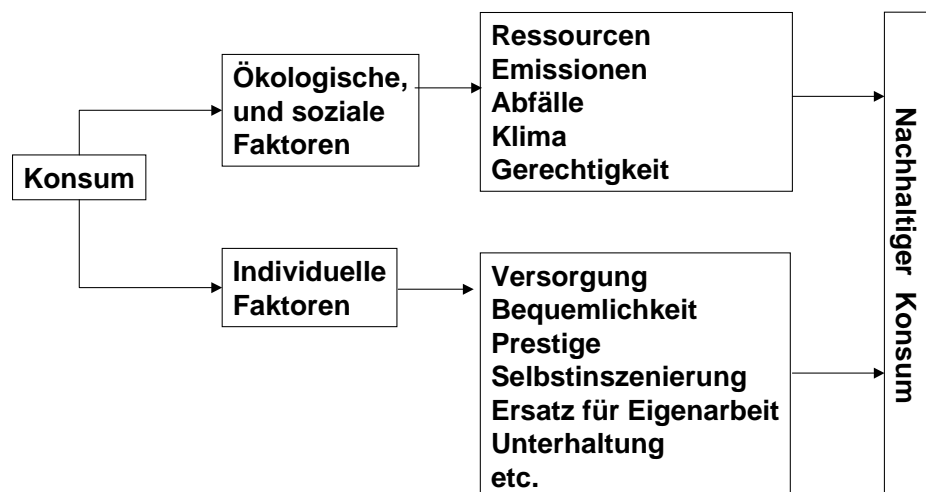 Konsum
Ökologische,
und soziale
Faktoren
Ressourcen
Emissionen
Abfälle
Klima
Gerechtigkeit
Individuelle
Faktoren
Versorgung
Bequemlichkeit
Prestige
Selbstinszenierung
Ersatz für Eigenarbeit
Unterhaltung
etc.
Nachhaltiger Konsum